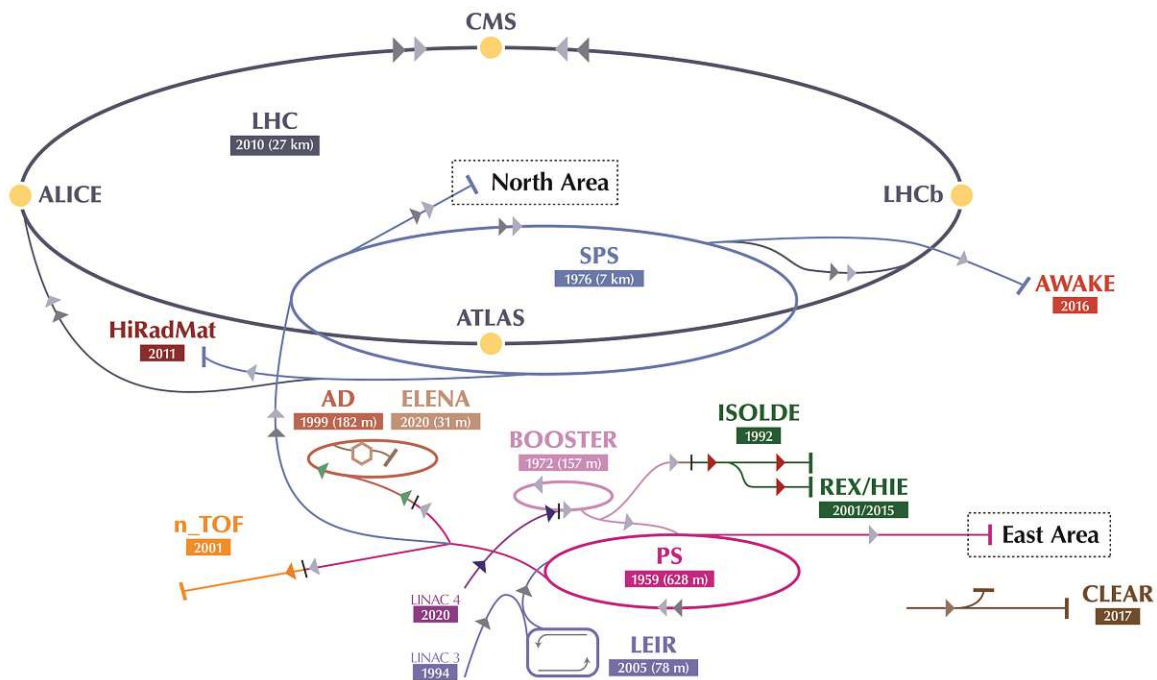 CMS
LHC
2010 (27 km)
North Area
ALICE
LHCb
SPS
1976 (7 km)
AWAKE
2016
ATLAS
HiRadMat
2011
AD
1999 (182 m)
ELENA
2020 (31 m)
ISOLDE
1992
BOOSTER
1972 (157 m)
REX/HIE
2001/2015
n_TOF
2001
East Area
PS
1959 (628 m)
LINAC 4
2020
CLEAR
2017
LINAC 3
1994
LEIR
2005 (78 m)